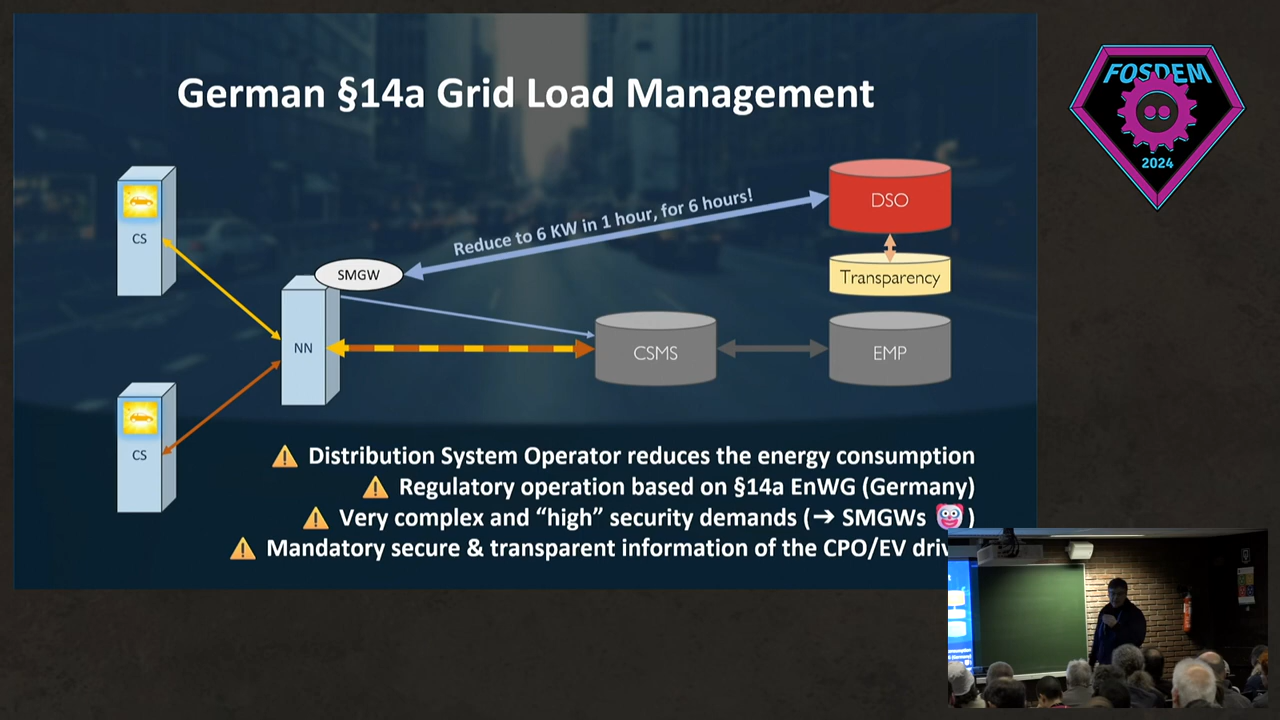 German §14a Grid Load Management
FOSDEM
2024
CS
Reduce to 6 KW in 1 hour, for 6 hours!
DSO
SMGW
Transparency
NN
CSMS
EMP
CS
⚠ Distribution System Operator reduces the energy consumption
⚠ Regulatory operation based on §14a EnWG (Germany)
⚠ Very complex and “high” security demands (➔ SMGWs 🤡)
⚠ Mandatory secure & transparent information of the CPO/EV driv